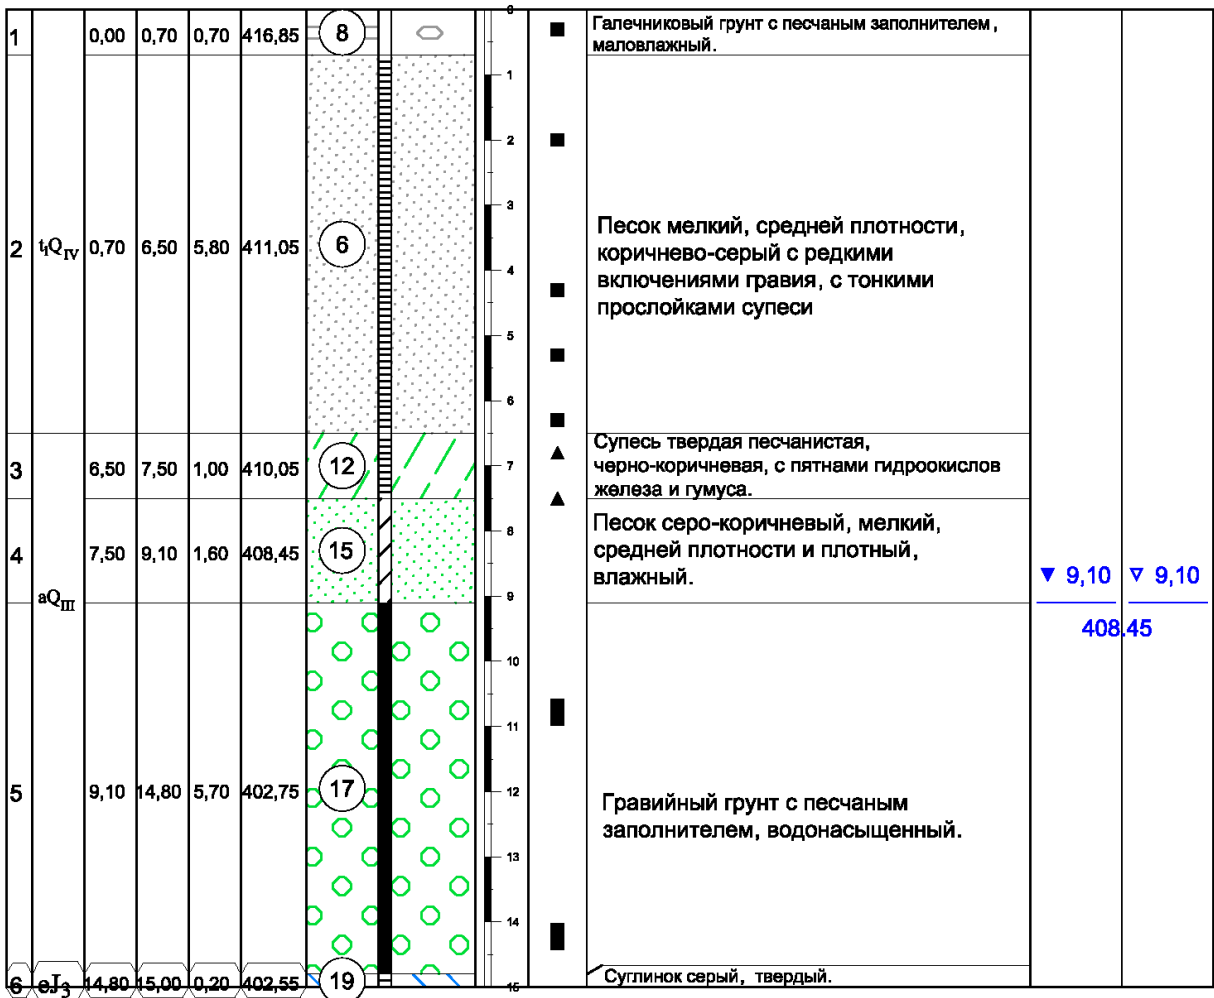 0
1 0,00 0,70 0,70 416,85 8
Галечниковый грунт с песчаным заполнителем,
маловлажный.
1
2
3
2 t₁QIV 0,70 6,50 5,80 411,05 6
Песок мелкий, средней плотности,
коричнево-серый с редкими
включениями гравия, с тонкими
прослойками супеси
4
5
6
3 6,50 7,50 1,00 410,05 12
Супесь твердая песчанистая,
черно-коричневая, с пятнами гидроокислов
железа и гумуса.
7
8
4 7,50 9,10 1,60 408,45 15
Песок серо-коричневый, мелкий,
средней плотности и плотный,
влажный.
▼ 9,10 ▽ 9,10
408.45
aQIII
9
10
11
12
5 9,10 14,80 5,70 402,75 17
Гравийный грунт с песчаным
заполнителем, водонасыщенный.
13
14
6 eJ3 14,80 15,00 0,20 402,55 19
Суглинок серый, твердый.
15